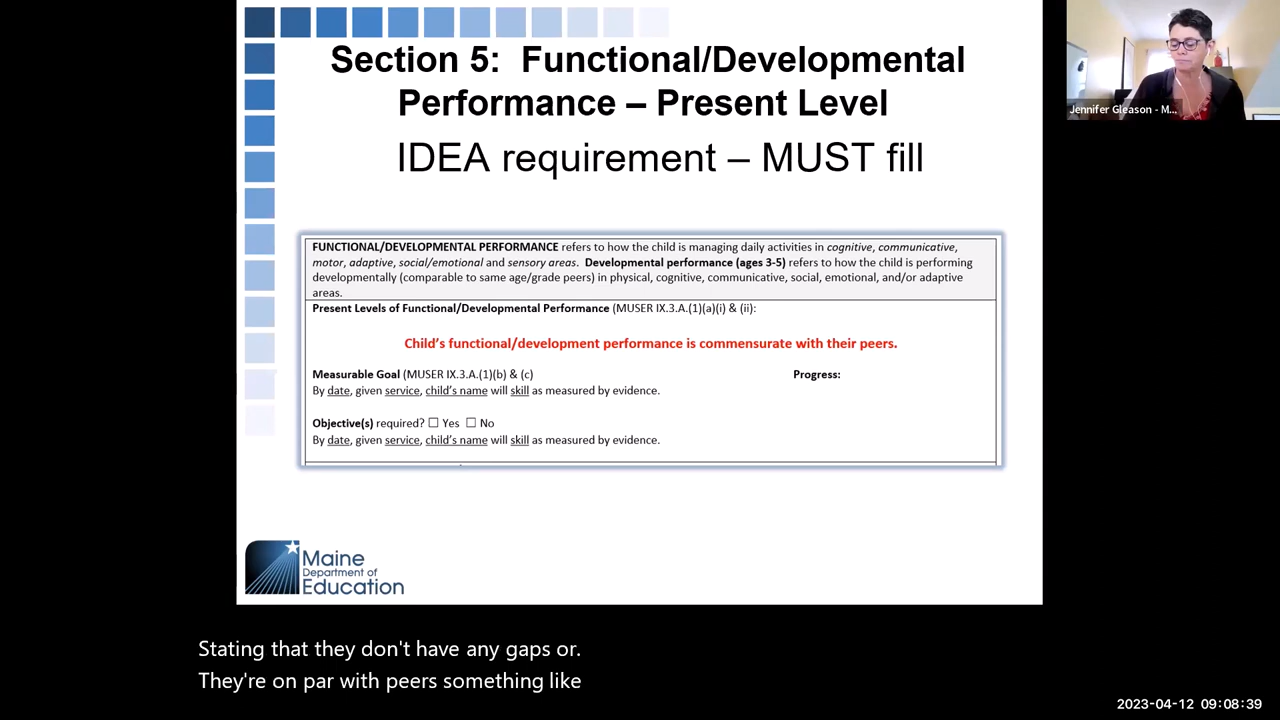 Section 5:  Functional/Developmental
Performance – Present Level
IDEA requirement – MUST fill
FUNCTIONAL/DEVELOPMENTAL PERFORMANCE refers to how the child is managing daily activities in cognitive, communicative,
motor, adaptive, social/emotional and sensory areas.  Developmental performance (ages 3-5) refers to how the child is performing
developmentally (comparable to same age/grade peers) in physical, cognitive, communicative, social, emotional, and/or adaptive
areas.
Present Levels of Functional/Developmental Performance (MUSER IX.3.A.(1)(a)(i) & (ii):
Child's functional/development performance is commensurate with their peers.
Measurable Goal (MUSER IX.3.A.(1)(b) & (c) Progress:
By date, given service, child's name will skill as measured by evidence.
Objective(s) required? ☐ Yes ☐ No
By date, given service, child's name will skill as measured by evidence.
Maine
Department of
Education
Jennifer Gleason - M...
Stating that they don't have any gaps or.
They're on par with peers something like
2023-04-12 09:08:39